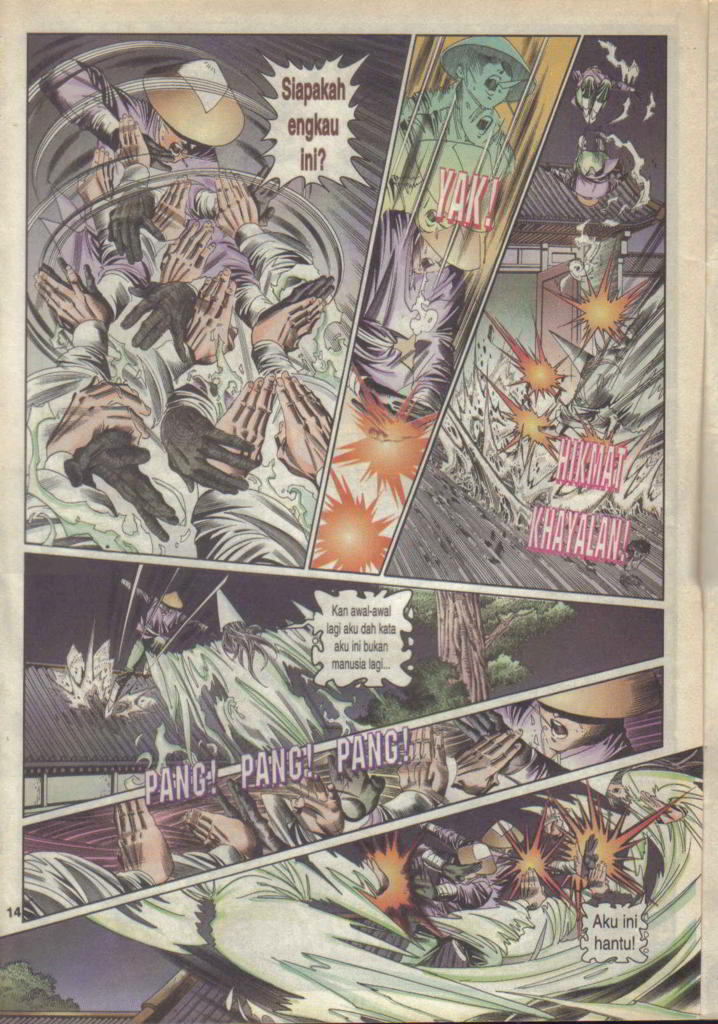 Siapakah
engkau
ini?
YAK!
HIKMAT
KHAYALAN!
Kan awal-awal
lagi aku dah kata
aku ini bukan
manusia lagi...
PANG! PANG! PANG!
Aku ini
hantu!
14